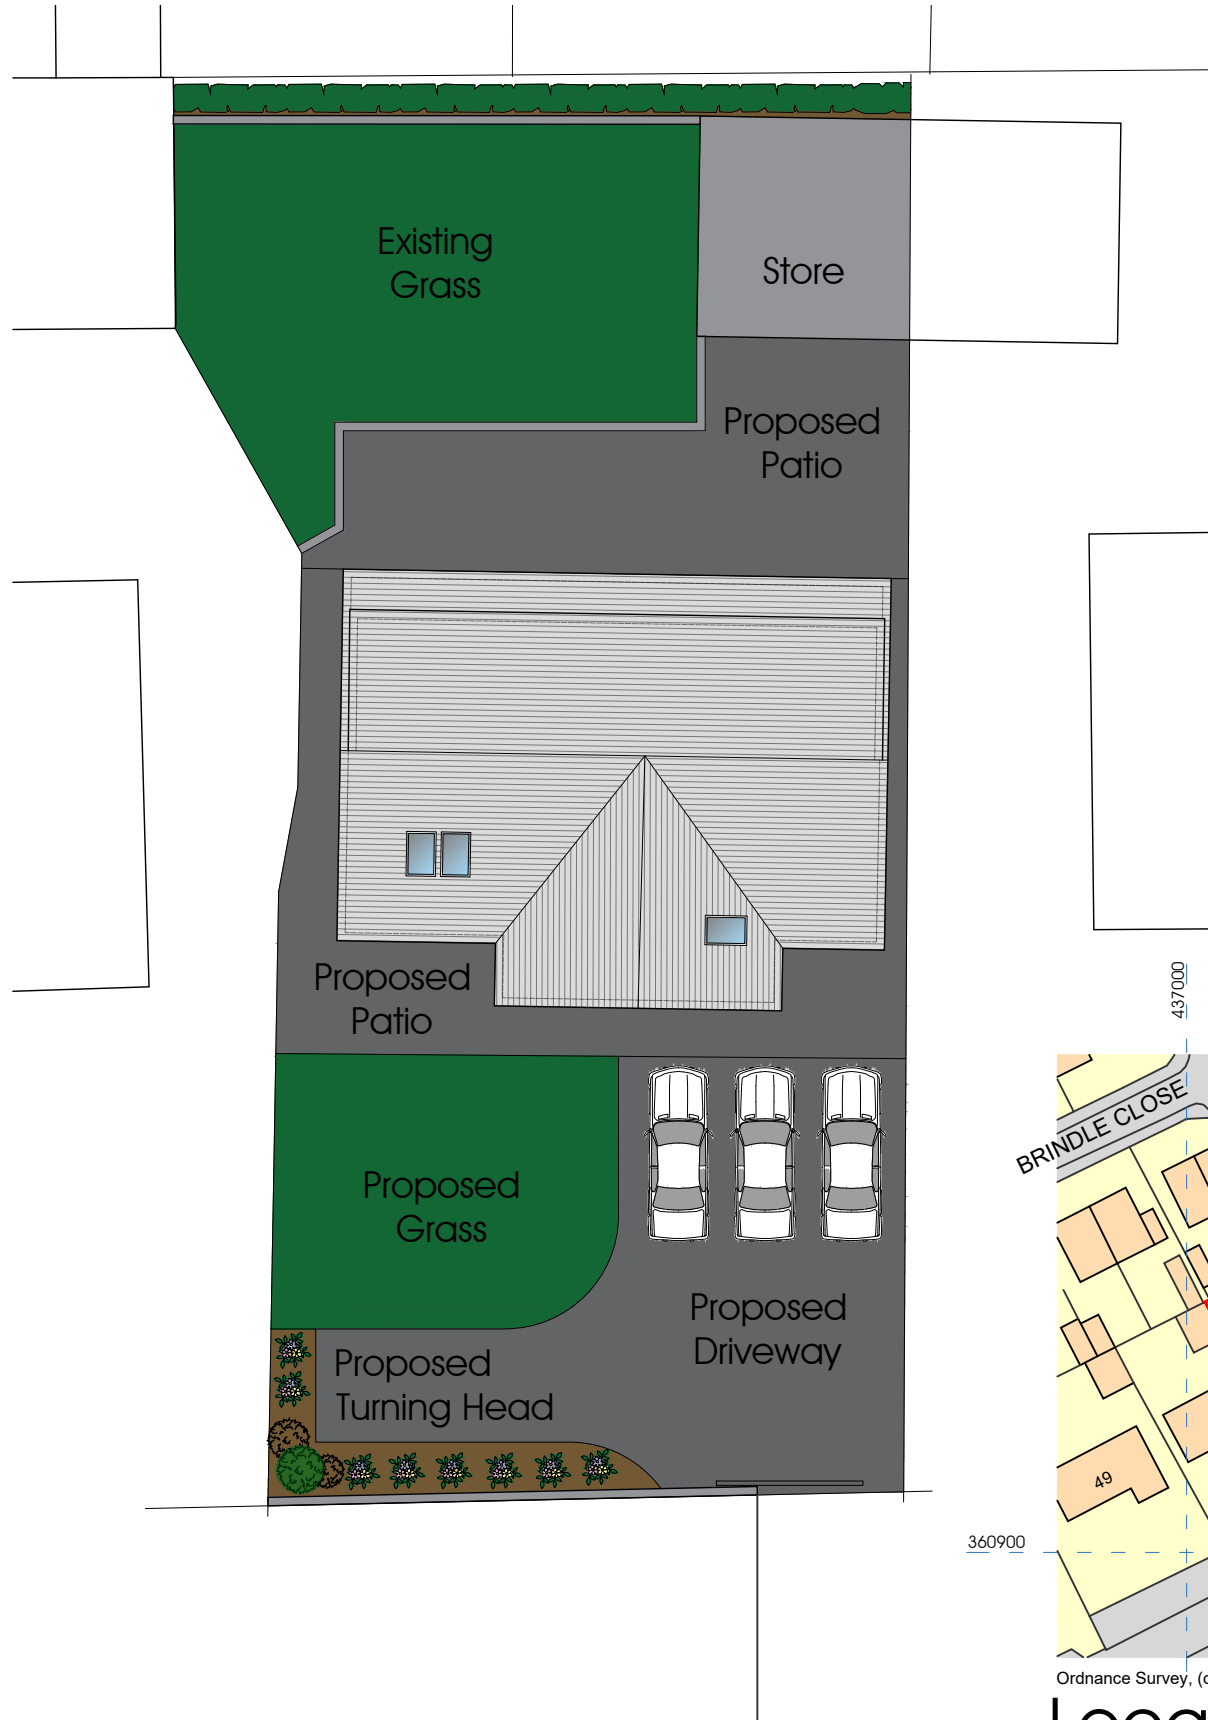 Existing
Grass
Store
Proposed
Patio
Proposed
Patio
437000
BRINDLE CLOSE
Proposed
Grass
Proposed
Driveway
Proposed
Turning Head
49
360900
Ordnance Survey, (c